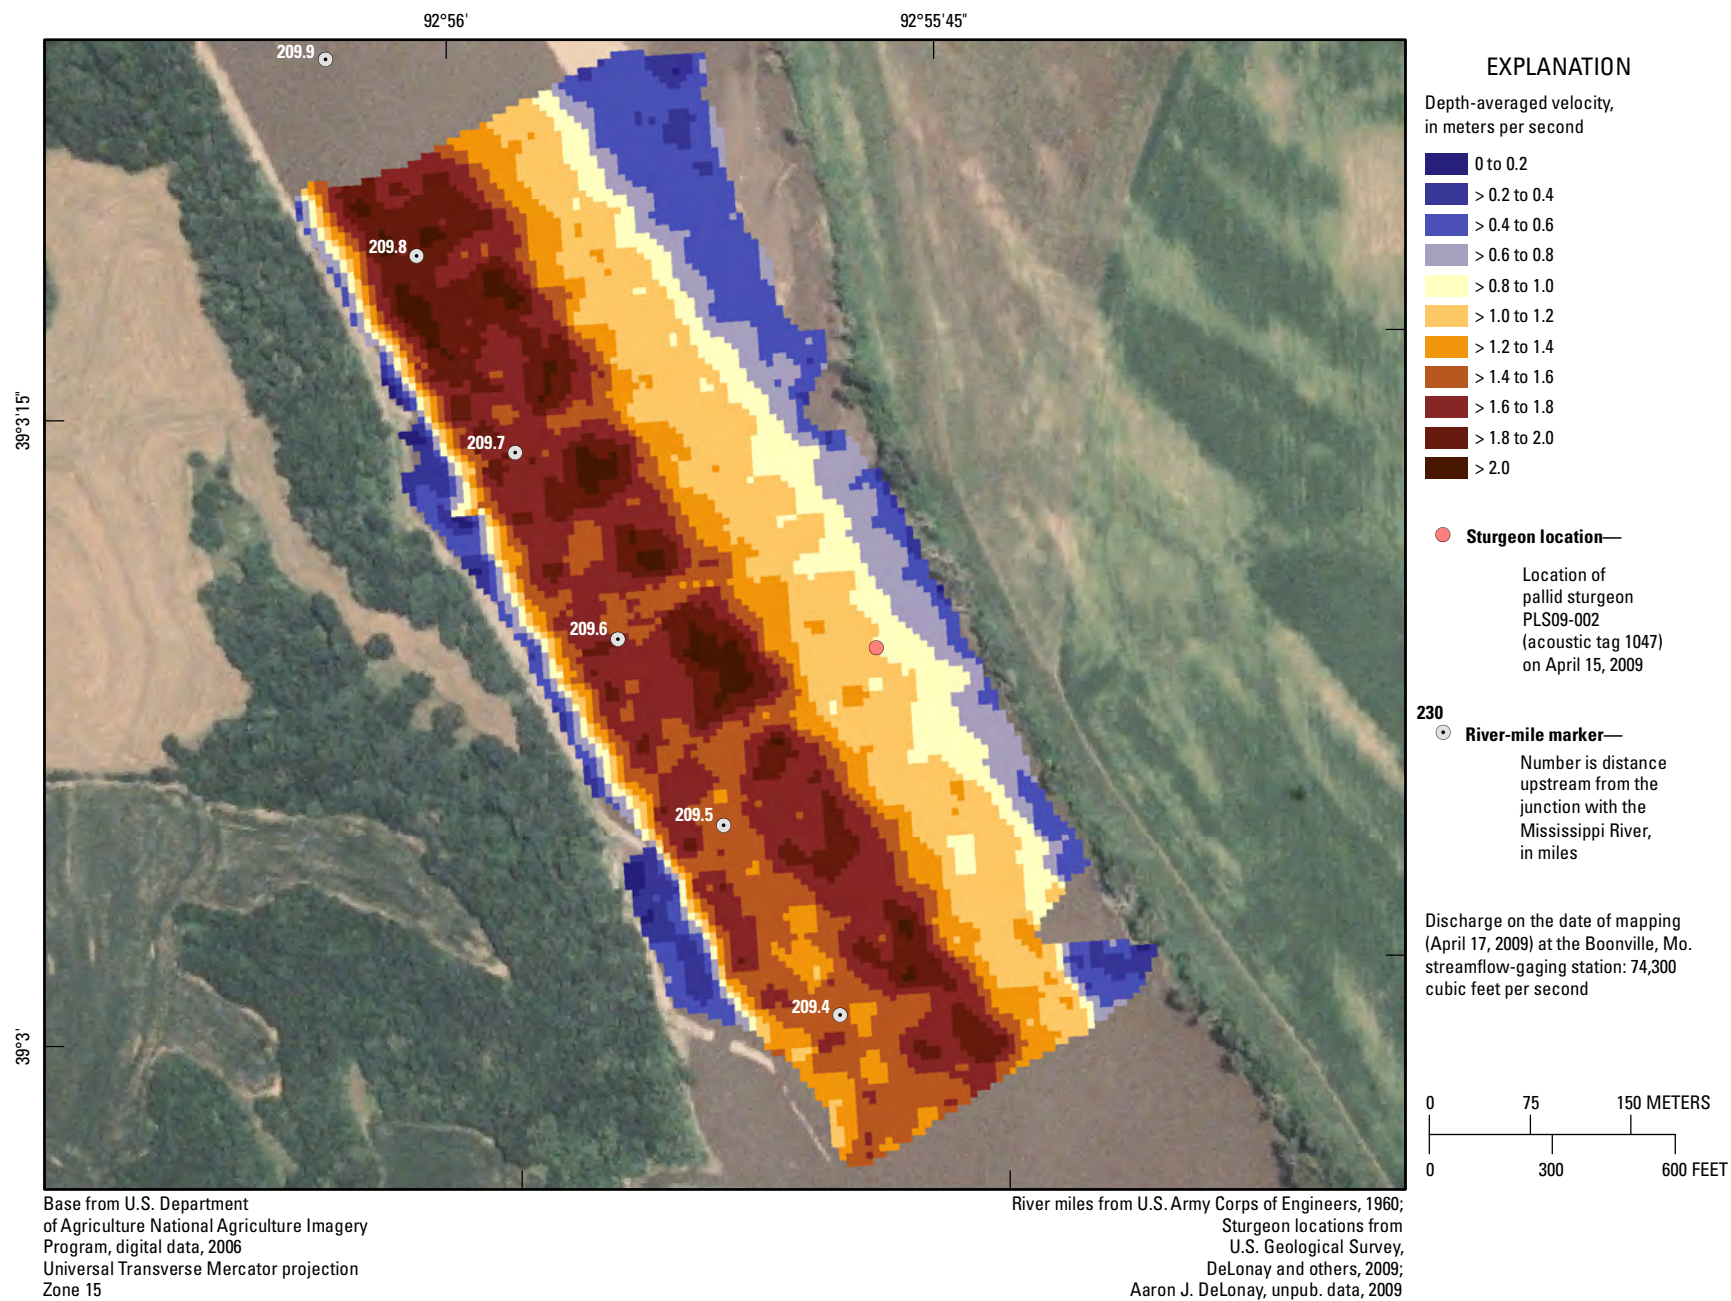 92°56'
92°55'45"
39°3'15"
39°3'
209.9
209.8
209.7
209.6
209.5
209.4
EXPLANATION
Depth-averaged velocity,
in meters per second
0 to 0.2
> 0.2 to 0.4
> 0.4 to 0.6
> 0.6 to 0.8
> 0.8 to 1.0
> 1.0 to 1.2
> 1.2 to 1.4
> 1.4 to 1.6
> 1.6 to 1.8
> 1.8 to 2.0
> 2.0
Sturgeon location—
Location of
pallid sturgeon
PLS09-002
(acoustic tag 1047)
on April 15, 2009
230
River-mile marker—
Number is distance
upstream from the
junction with the
Mississippi River,
in miles
Discharge on the date of mapping
(April 17, 2009) at the Boonville, Mo.
streamflow-gaging station: 74,300
cubic feet per second
0 75 150 METERS
0 300 600 FEET
Base from U.S. Department
of Agriculture National Agriculture Imagery
Program, digital data, 2006
Universal Transverse Mercator projection
Zone 15
River miles from U.S. Army Corps of Engineers, 1960;
Sturgeon locations from
U.S. Geological Survey,
DeLonay and others, 2009;
Aaron J. DeLonay, unpub. data, 2009